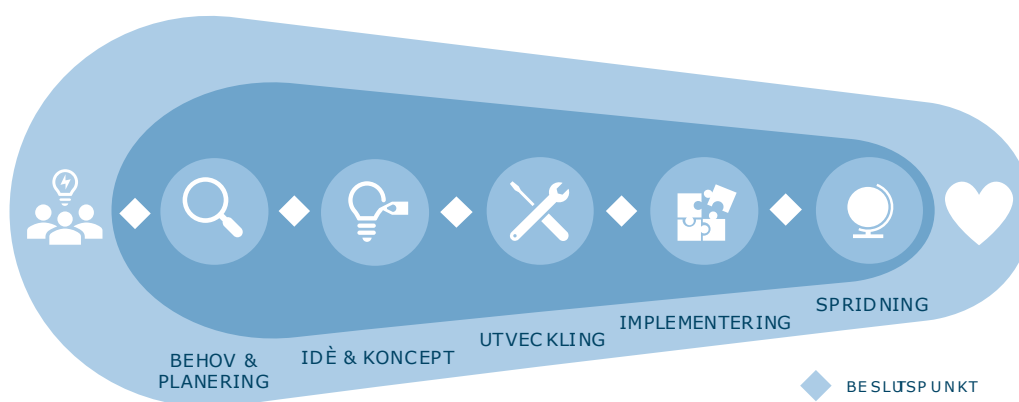 BEHOV &
PLANERING
IDÈ & KONCEPT
UTVECKLING
IMPLEMENTERING
SPRIDNING
BESLUTSPUNKT